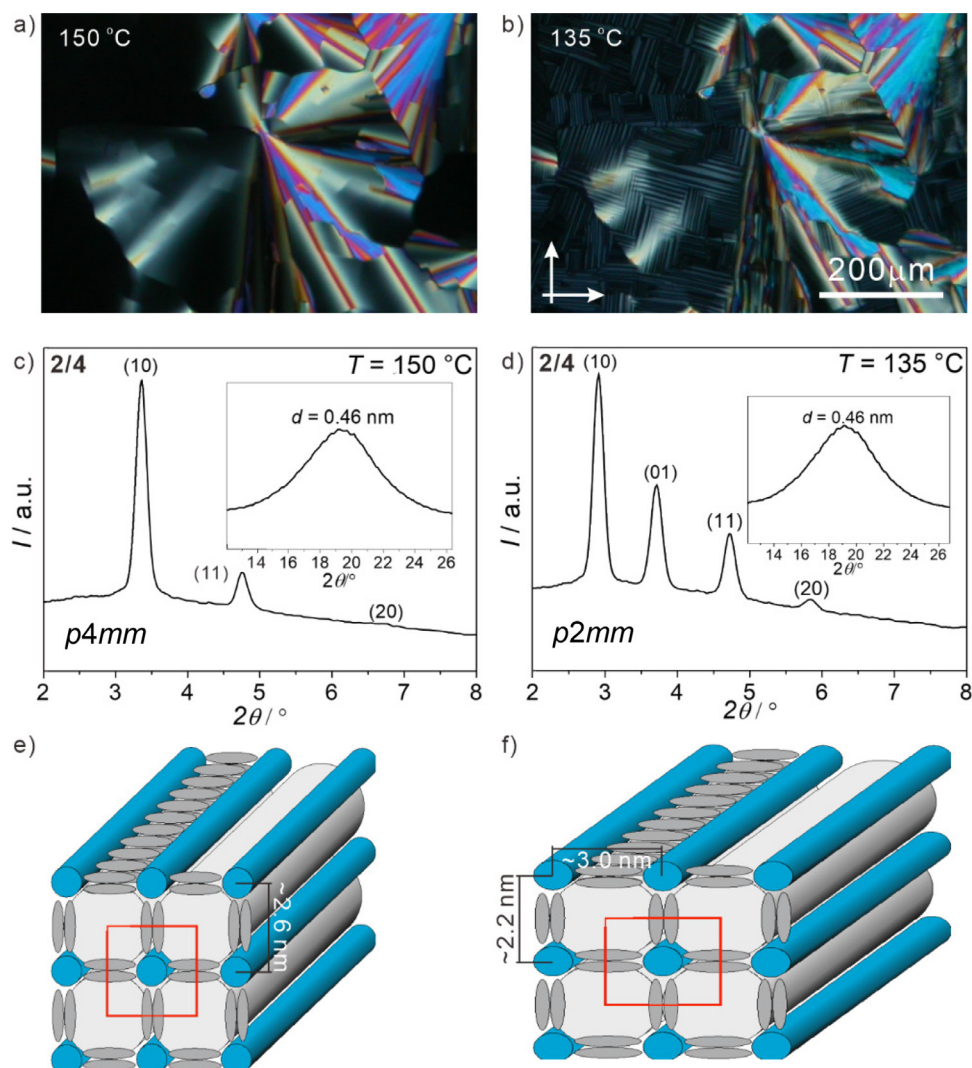 a)
150 °C
b)
135 °C
200μm
c)
2/4
(10)
T = 150 °C
d = 0.46 nm
14 16 18 20 22 24 26
2θ/°
(11)
(20)
p4mm
I / a.u.
2 3 4 5 6 7 8
2θ / °
d)
2/4
(10)
T = 135 °C
d = 0.46 nm
14 16 18 20 22 24 26
2θ/°
(01)
(11)
(20)
p2mm
I / a.u.
2 3 4 5 6 7 8
2θ / °
e)
~2.6 nm
f)
~3.0 nm
~2.2 nm